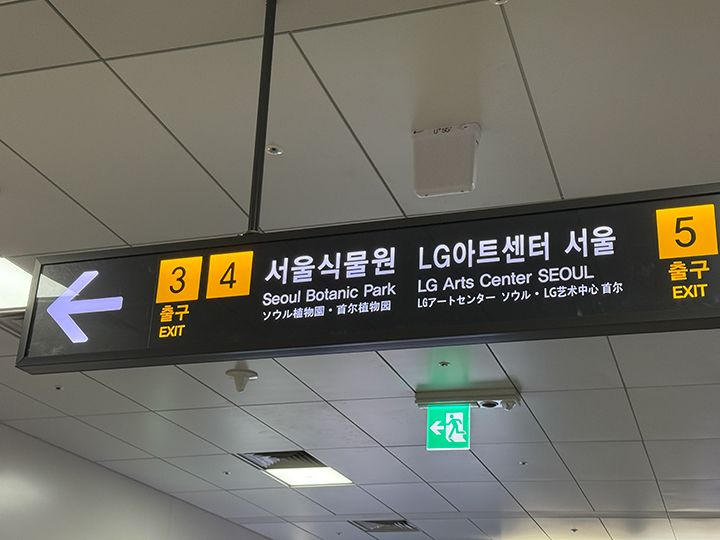 U+5G
3 4 서울식물원 LG아트센터 서울 5
출구 Seoul Botanic Park LG Arts Center SEOUL 출구
EXIT ソウル植物園・首尔植物园 LGアートセンター ソウル・LG艺术中心 首尔 EXIT